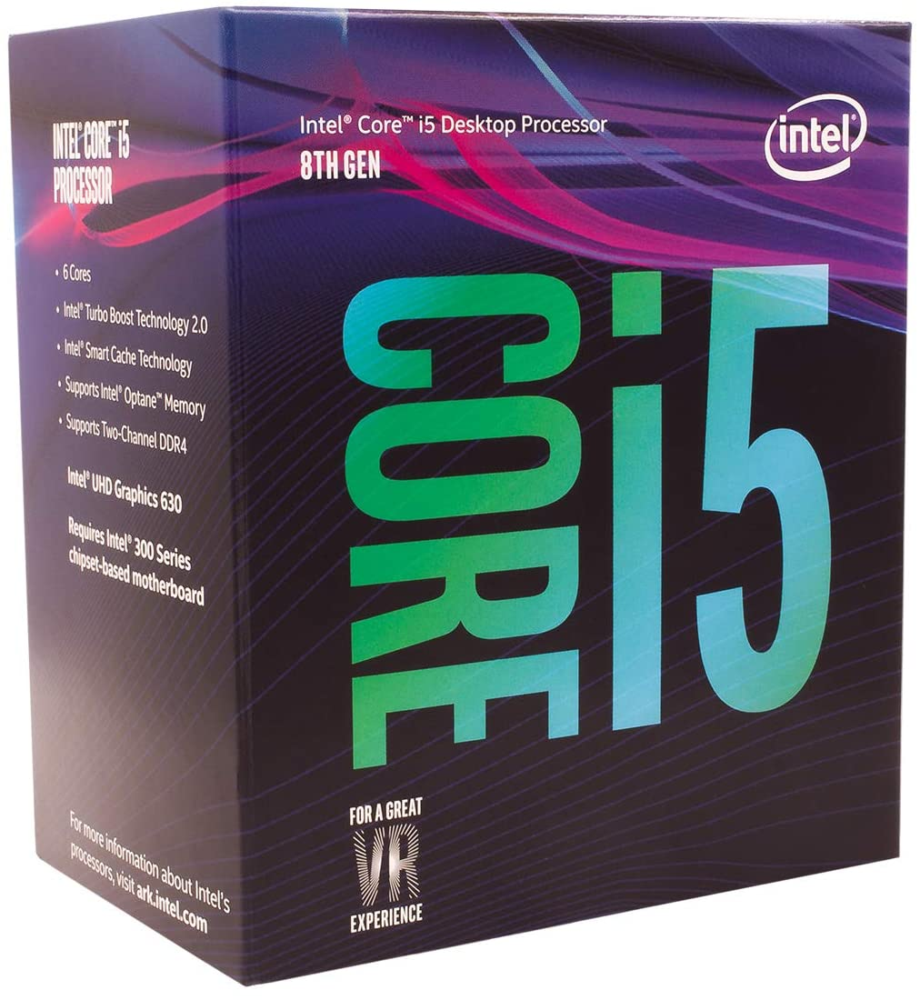 INTEL® CORE™ i5
PROCESSOR
• 6 Cores
• Intel® Turbo Boost Technology 2.0
• Intel® Smart Cache Technology
• Supports Intel® Optane™ Memory
• Supports Two-Channel DDR4
Intel® UHD Graphics 630
Requires Intel® 300 Series
chipset-based motherboard
For more information about Intel's
processors, visit ark.intel.com
Intel® Core™ i5 Desktop Processor
8TH GEN
intel®
CORE i5
FOR A GREAT
VR
EXPERIENCE